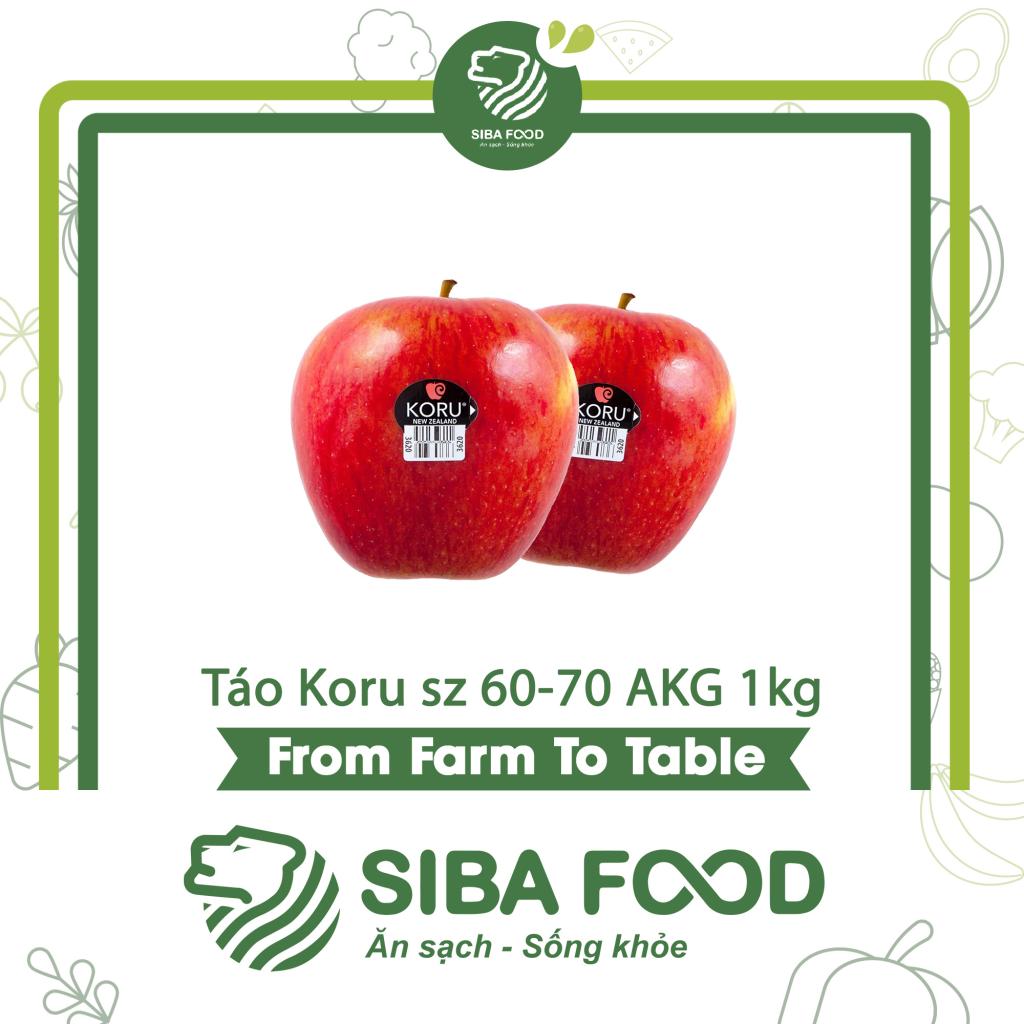 SIBA FOOD
Ăn sạch - Sống khỏe
KORU®
NEW ZEALAND
3620
3620
KORU®
NEW ZEALAND
3620
Táo Koru sz 60-70 AKG 1kg
From Farm To Table
SIBA FOOD
Ăn sạch - Sống khỏe